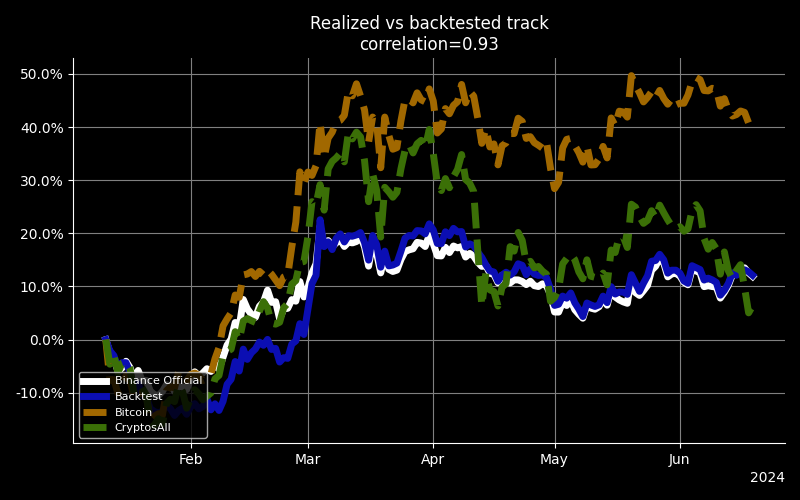 Realized vs backtested track
correlation=0.93
50.0%
40.0%
30.0%
20.0%
10.0%
0.0%
-10.0%
Binance Official
Backtest
Bitcoin
CryptosAll
Feb
Mar
Apr
May
Jun
2024